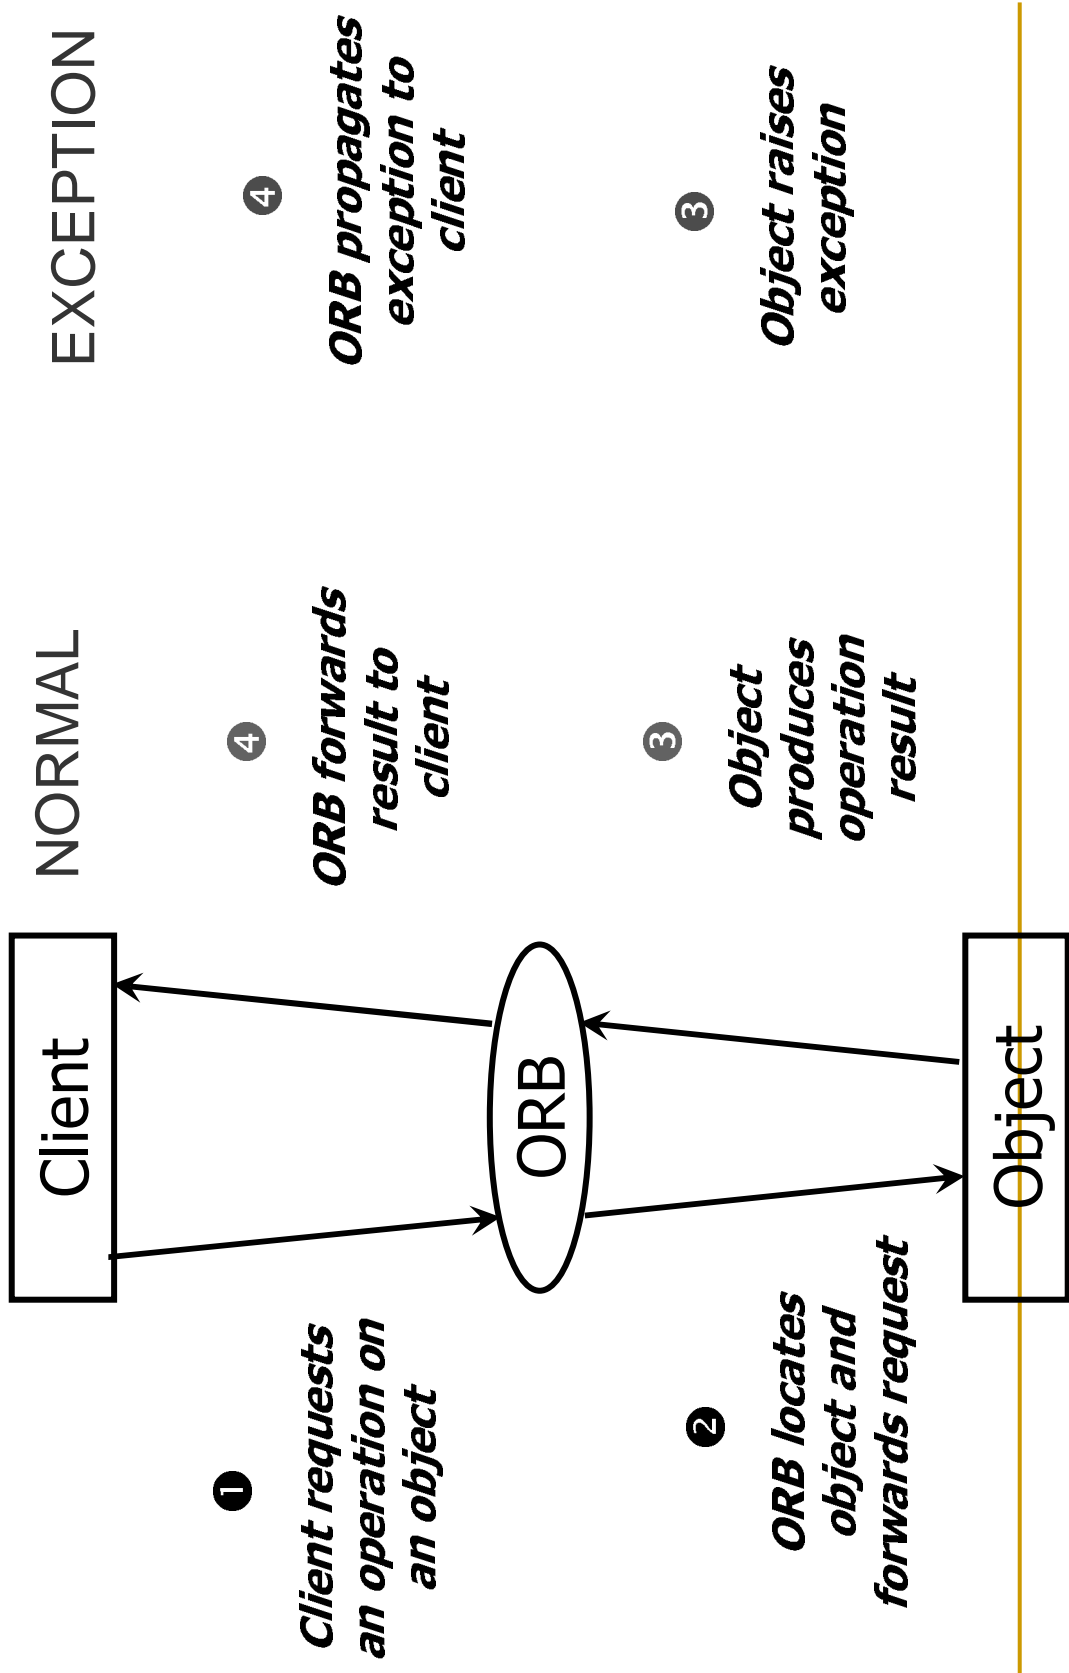 Client
NORMAL
EXCEPTION
❶
Client requests
an operation on
an object
❹
ORB forwards
result to
client
❹
ORB propagates
exception to
client
ORB
❷
ORB locates
object and
forwards request
❸
Object
produces
operation
result
❸
Object raises
exception
Object